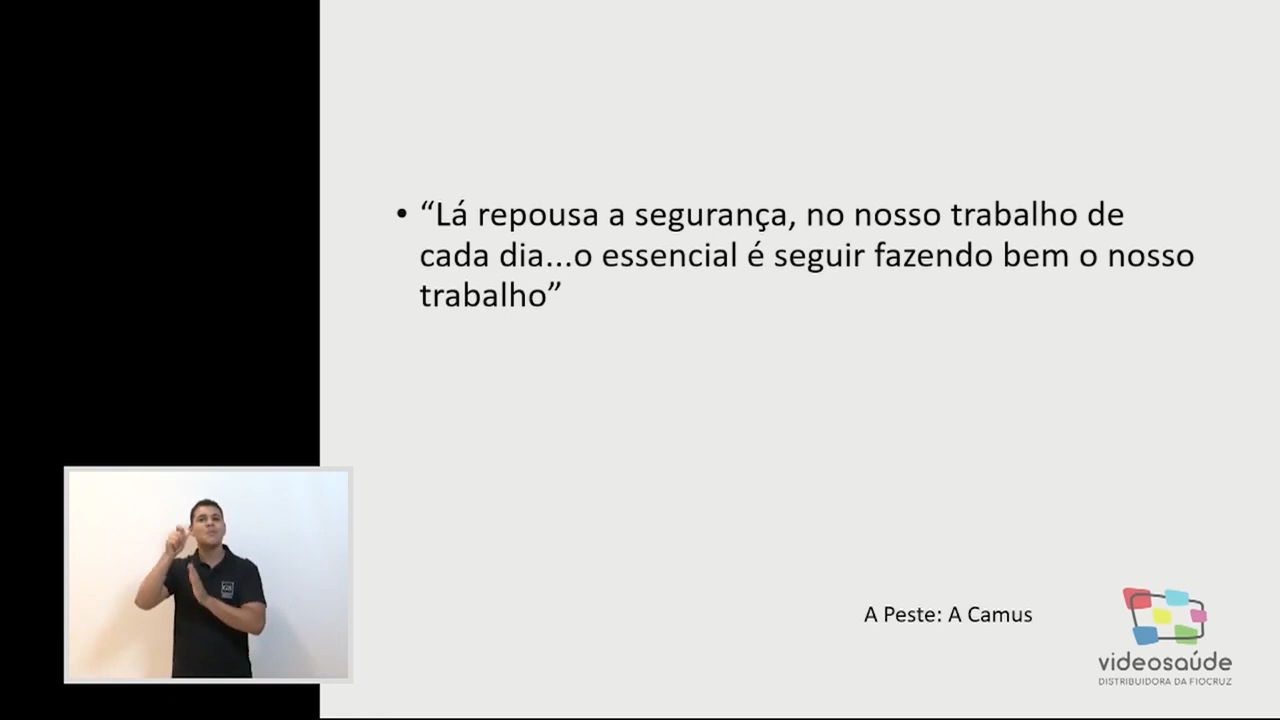 • “Lá repousa a segurança, no nosso trabalho de
cada dia...o essencial é seguir fazendo bem o nosso
trabalho”
A Peste: A Camus
videosaúde
DISTRIBUIDORA DA FIOCRUZ